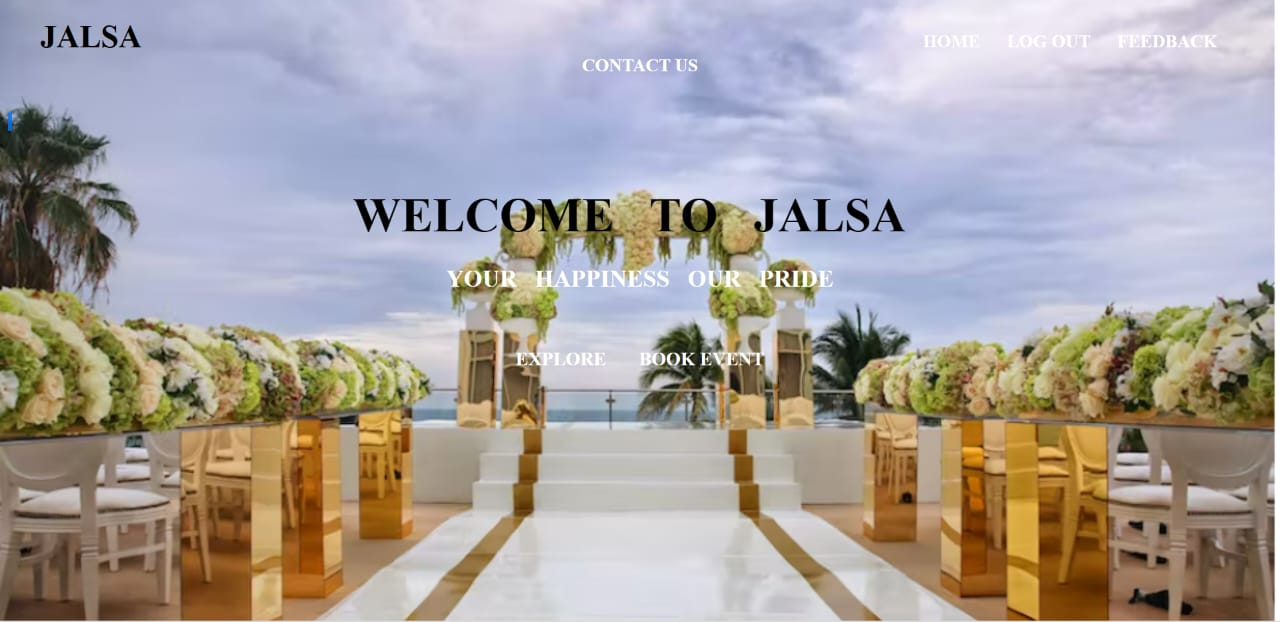 JALSA
HOME LOG OUT FEEDBACK
CONTACT US
WELCOME TO JALSA
YOUR HAPPINESS OUR PRIDE
EXPLORE BOOK EVENT